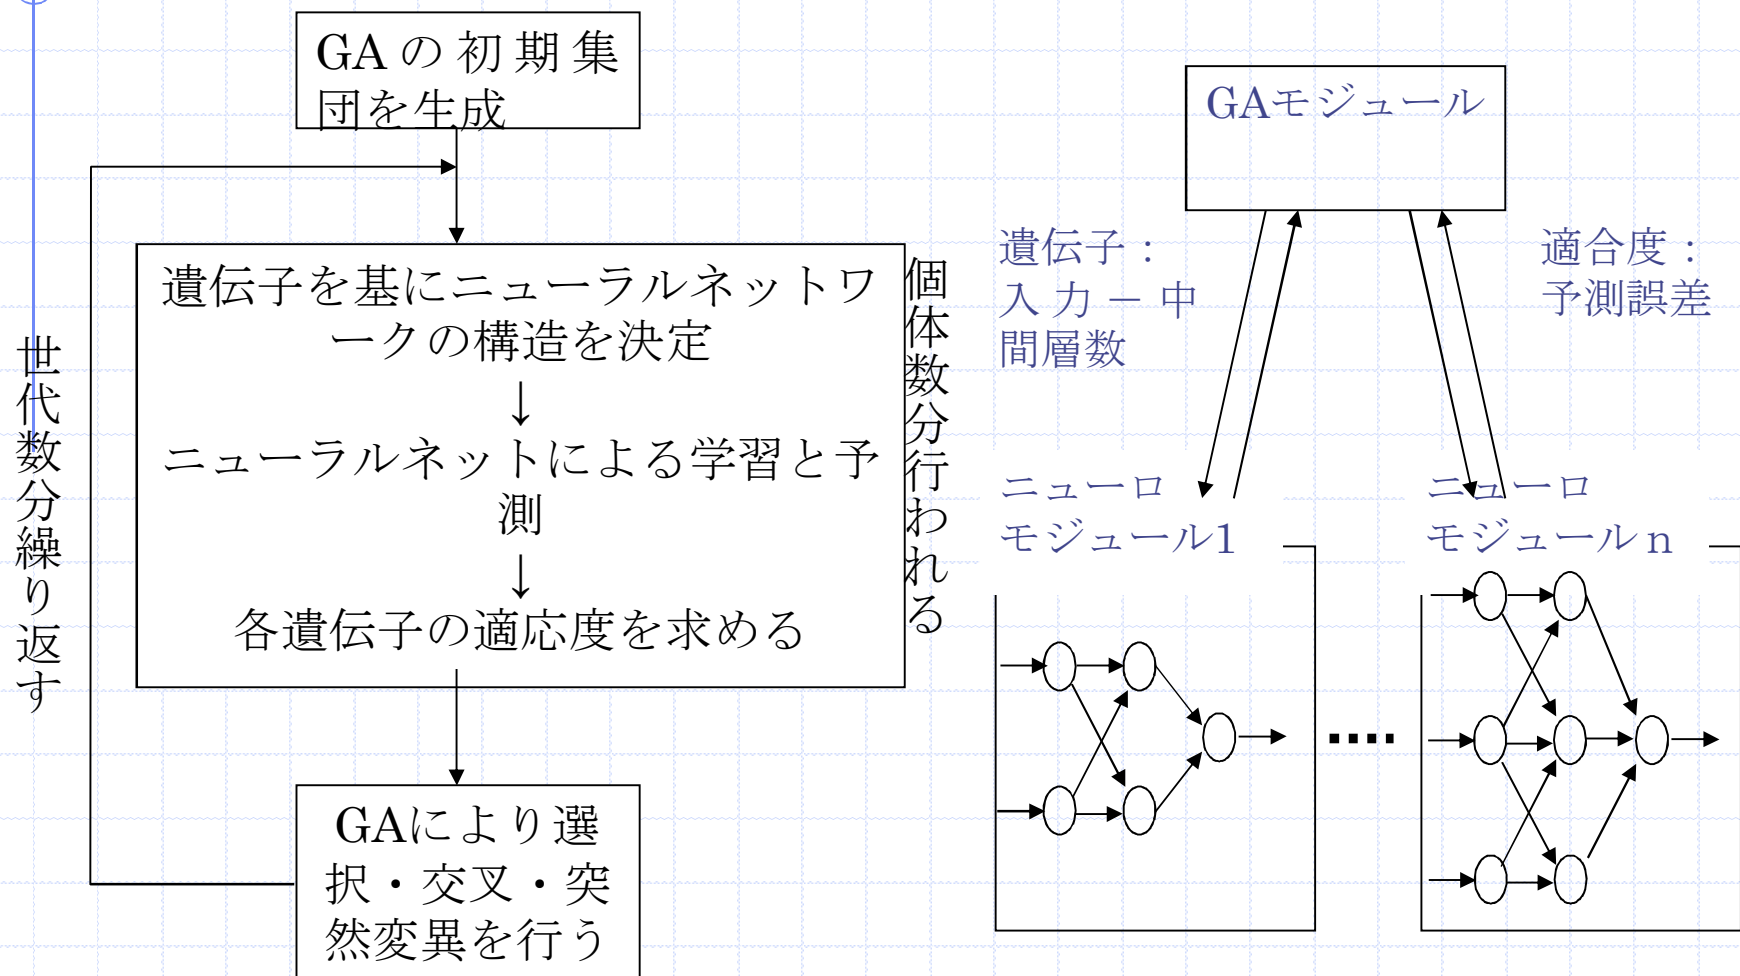 GAの初期集
団を生成
世代数分繰り返す
遺伝子を基にニューラルネットワ
ークの構造を決定
↓
ニューラルネットによる学習と予
測
↓
各遺伝子の適応度を求める
個体数分行われる
GAにより選
択・交叉・突
然変異を行う
GAモジュール
遺伝子：
入力－中
間層数
適合度：
予測誤差
ニューロ
モジュール1
ニューロ
モジュールｎ